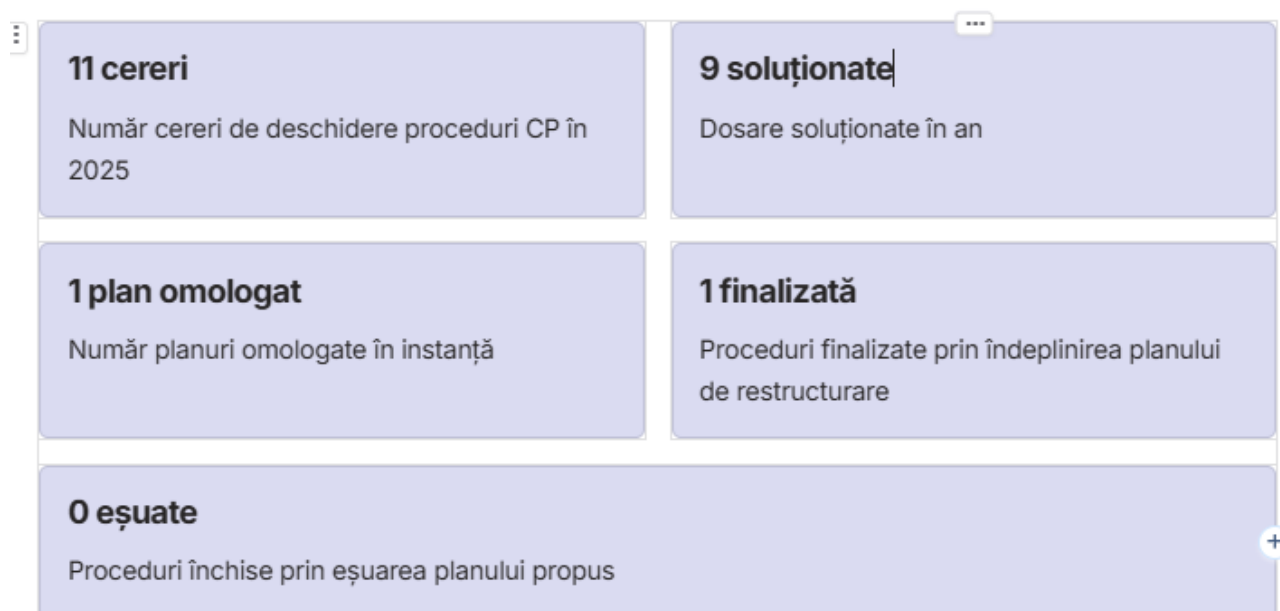 11 cereri
Număr cereri de deschidere proceduri CP în
2025
9 soluționate
Dosare soluționate în an
1 plan omologat
Număr planuri omologate în instanță
1 finalizată
Proceduri finalizate prin îndeplinirea planului
de restructurare
0 eșuate
Proceduri închise prin eșuarea planului propus